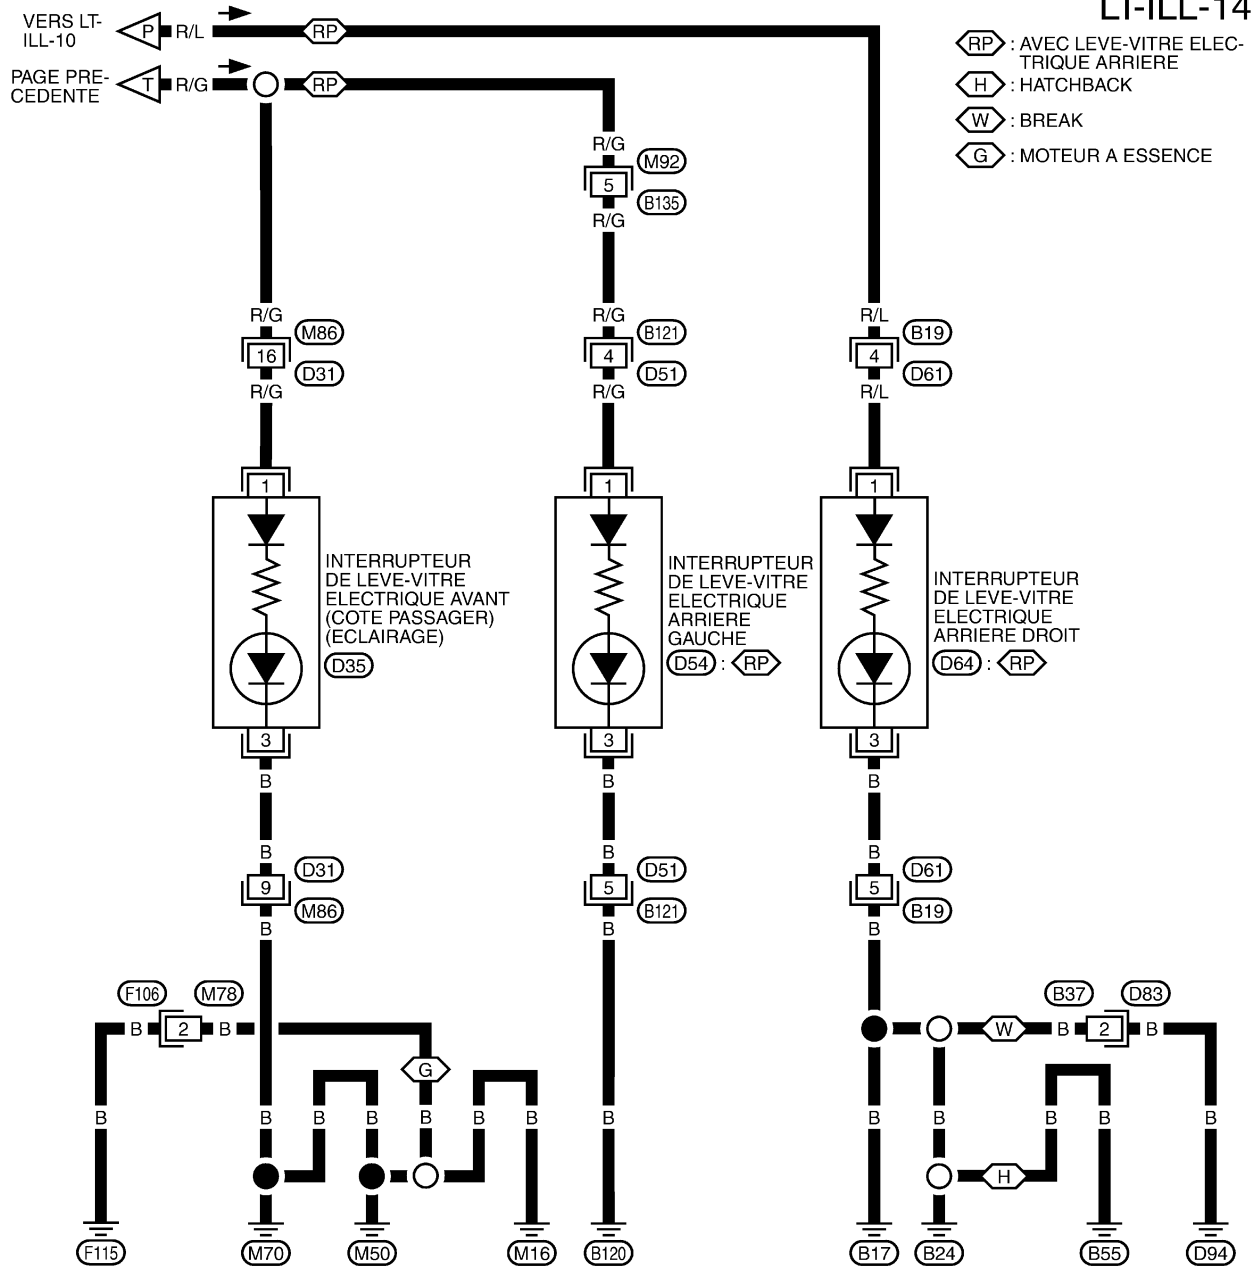 LT-ILL-14
VERS LT-
ILL-10
P
R/L
RP
PAGE PRE-
CEDENTE
T
R/G
RP
RP : AVEC LEVE-VITRE ELEC-
TRIQUE ARRIERE
H : HATCHBACK
W : BREAK
G : MOTEUR A ESSENCE
R/G
M92
5
B135
R/G
R/G
R/G
R/L
M86
B121
B19
16
4
4
D31
D51
D61
R/G
R/G
R/L
1
1
1
INTERRUPTEUR
DE LEVE-VITRE
ELECTRIQUE AVANT
(COTE PASSAGER)
(ECLAIRAGE)
D35
INTERRUPTEUR
DE LEVE-VITRE
ELECTRIQUE
ARRIERE
GAUCHE
D54 : RP
INTERRUPTEUR
DE LEVE-VITRE
ELECTRIQUE
ARRIERE DROIT
D64 : RP
3
3
3
B
B
B
B
B
B
D31
D51
D61
9
5
5
M86
B121
B19
B
B
B
F106
M78
B37
D83
B
2
B
W
B
2
B
G
B
B
B
B
B
B
B
B
B
B
B
B
H
F115
M70
M50
M16
B120
B17
B24
B55
D94